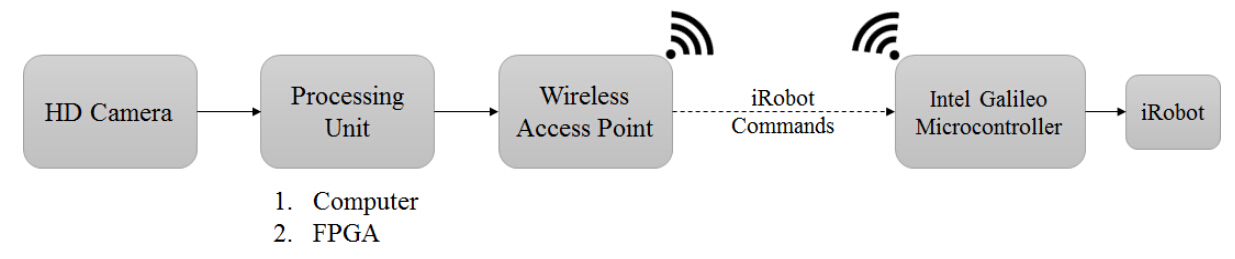 HD Camera
Processing
Unit
1. Computer
2. FPGA
Wireless
Access Point
iRobot
Commands
Intel Galileo
Microcontroller
iRobot